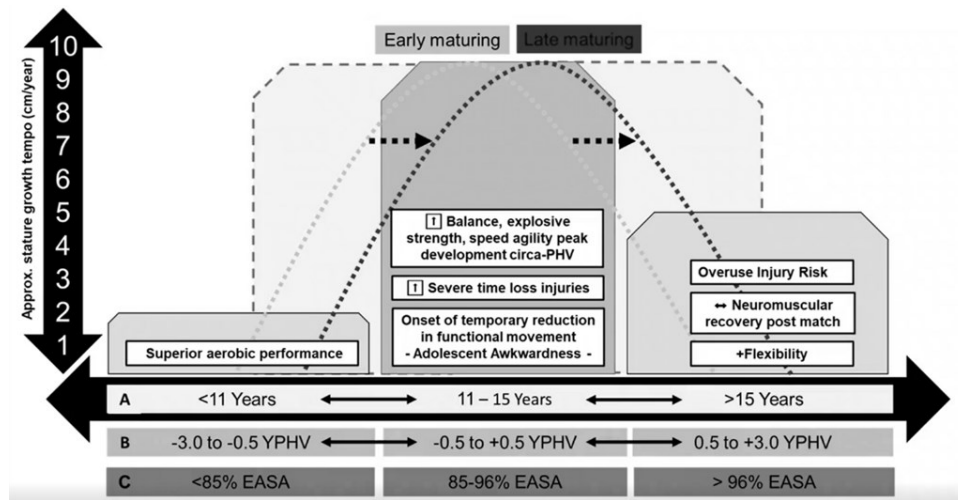 Early maturing
Late maturing
Approx. stature growth tempo (cm/year)
10
9
8
7
6
5
4
3
2
1
↑ Balance, explosive
strength, speed agility peak
development circa-PHV
↑ Severe time loss injuries
Onset of temporary reduction
in functional movement
- Adolescent Awkwardness -
Superior aerobic performance
Overuse Injury Risk
↔ Neuromuscular
recovery post match
+Flexibility
A <11 Years 11 – 15 Years >15 Years
B -3.0 to -0.5 YPHV -0.5 to +0.5 YPHV 0.5 to +3.0 YPHV
C <85% EASA 85-96% EASA > 96% EASA